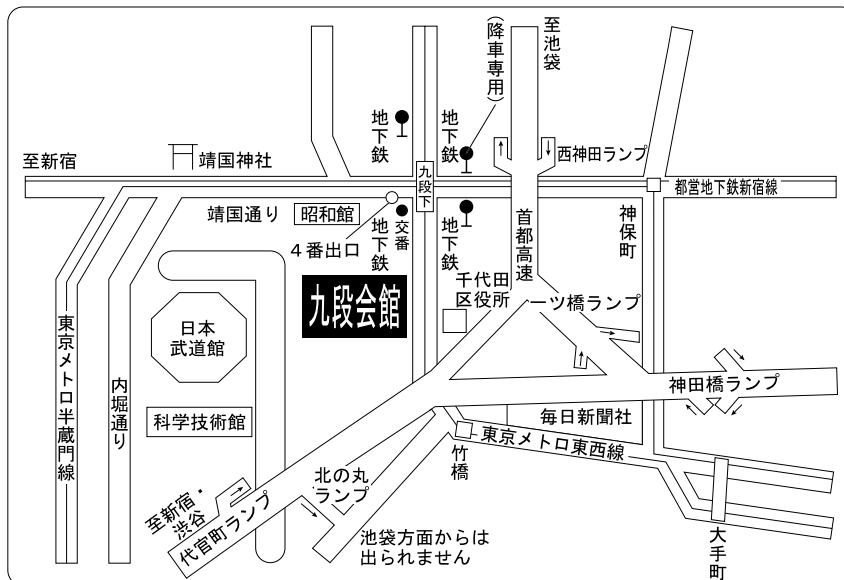 至新宿
靖国神社
地下鉄
地下鉄
(降車専用)
至池袋
西神田ランプ
九段下
都営地下鉄新宿線
靖国通り
昭和館
4番出口
地下鉄
交番
地下鉄
首都高速
神保町
千代田
区役所
一ツ橋ランプ
九段会館
日本
武道館
東京メトロ半蔵門線
内堀通り
科学技術館
神田橋ランプ
毎日新聞社
東京メトロ東西線
竹橋
北の丸
ランプ
至新宿・
渋谷
代官町ランプ
池袋方面からは
出られません
大手町